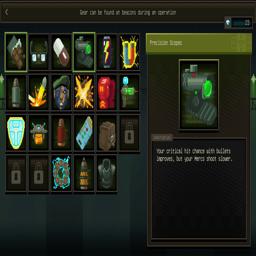 Gear can be found on beacons during an operation
Precision Scopes
Your critical hit chance with bullets
improves, but your Mercs shoot slower.